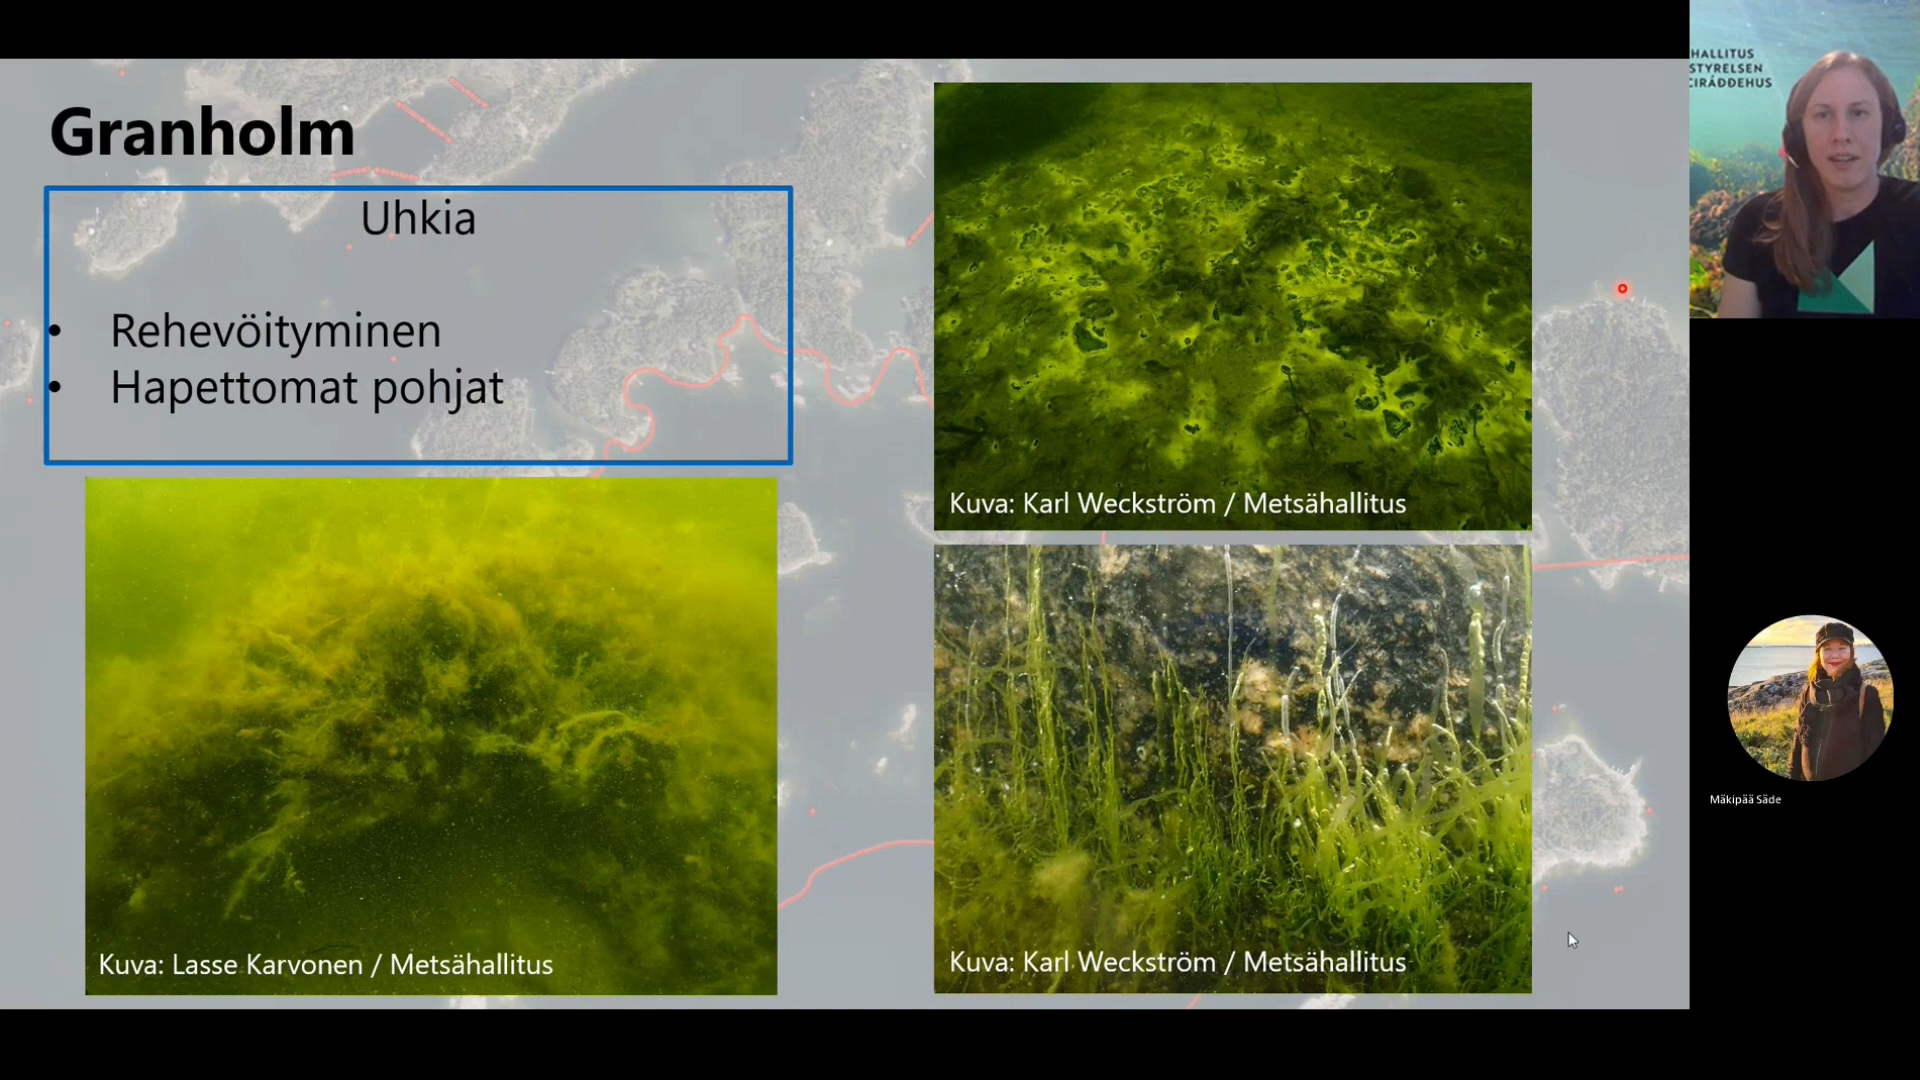 Granholm
Uhkia
• Rehevöityminen
• Hapettomat pohjat
Kuva: Karl Weckström / Metsähallitus
Kuva: Lasse Karvonen / Metsähallitus
Kuva: Karl Weckström / Metsähallitus
HALLITUS
STYRELSEN
CIRÁĐĐEHUS
Mäkipää Säde